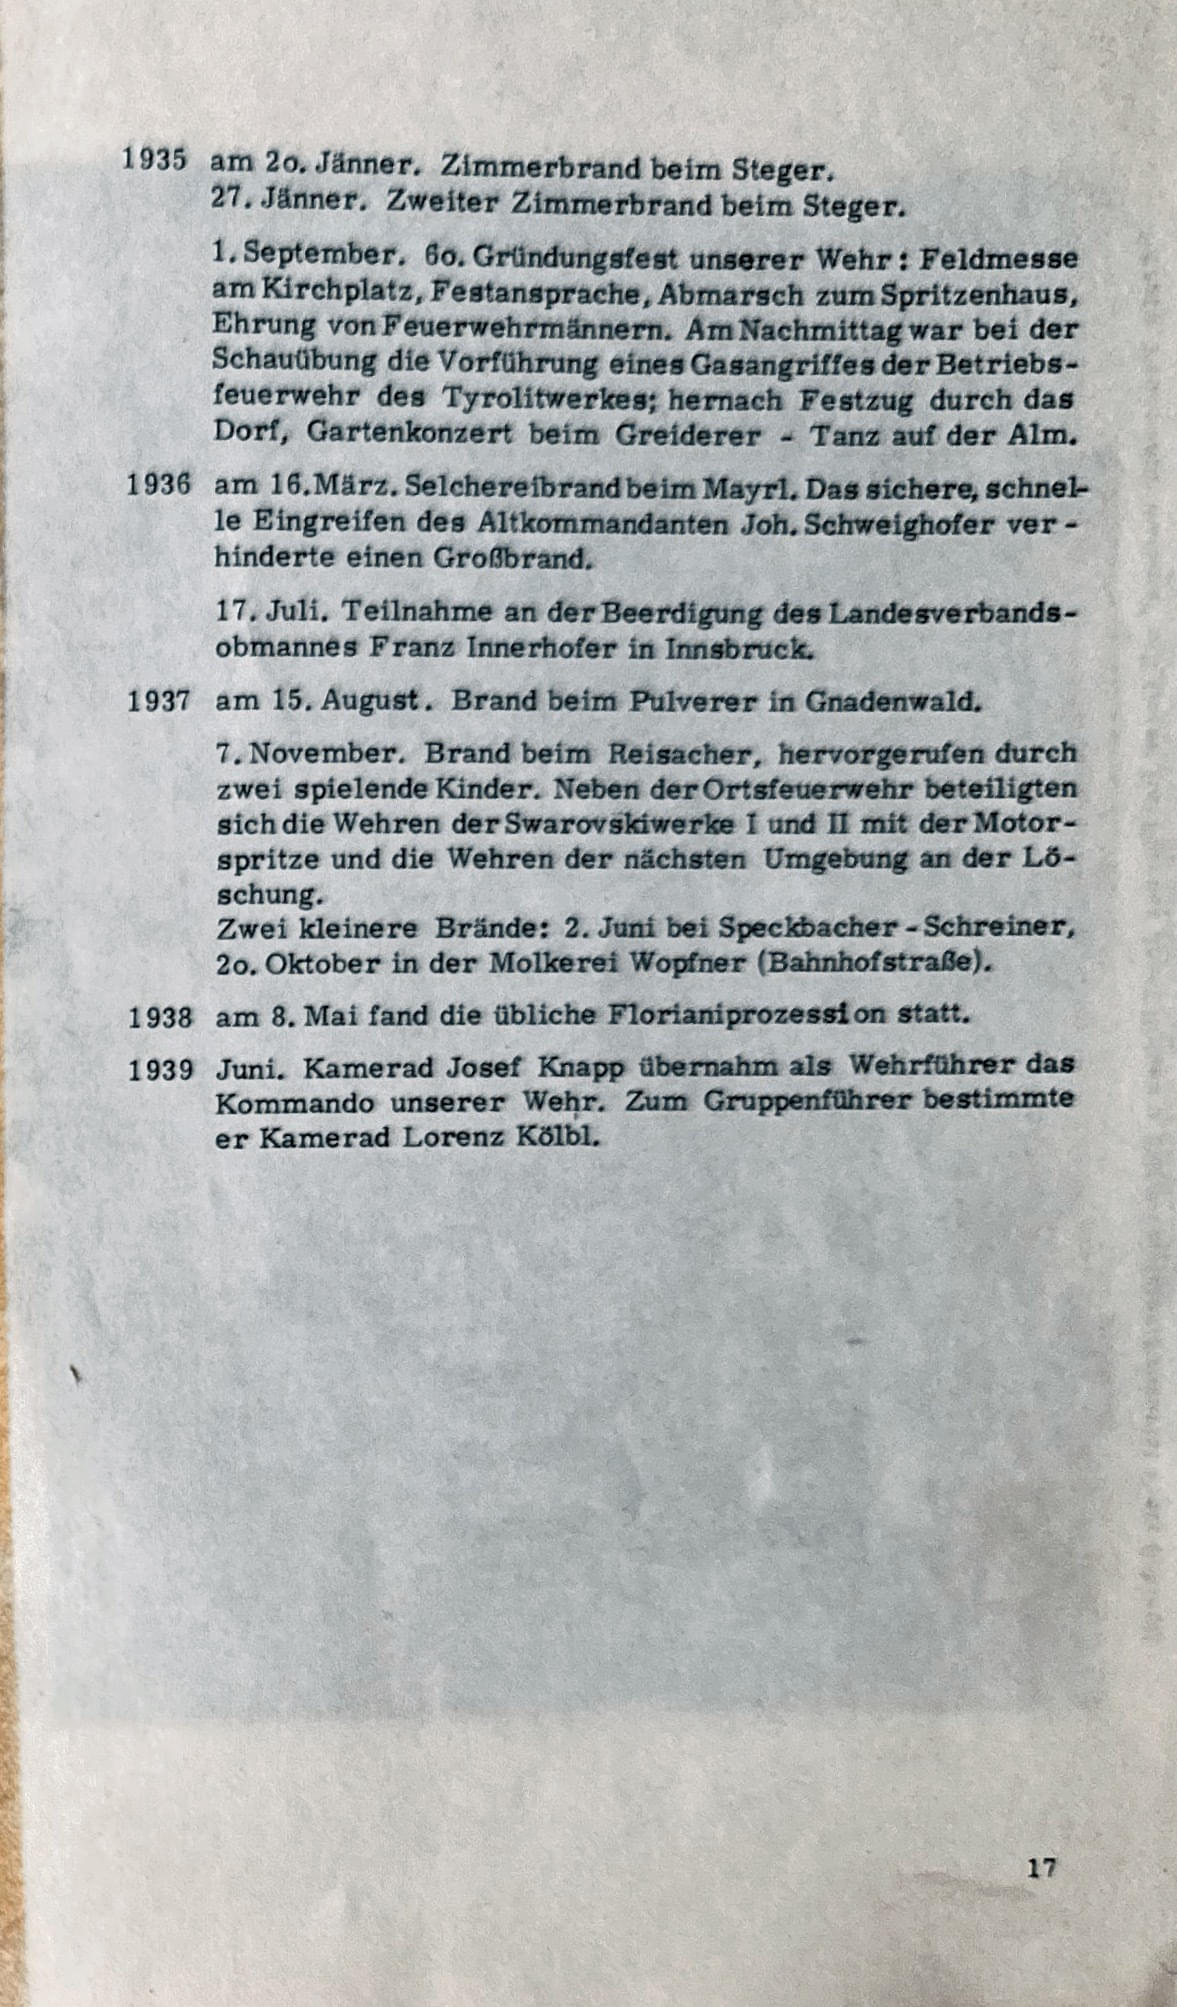 1935 am 2o. Jänner. Zimmerbrand beim Steger.
27. Jänner. Zweiter Zimmerbrand beim Steger.
1. September. 6o. Gründungsfest unserer Wehr: Feldmesse
am Kirchplatz, Festansprache, Abmarsch zum Spritzenhaus,
Ehrung von Feuerwehrmännern. Am Nachmittag war bei der
Schauübung die Vorführung eines Gasangriffes der Betriebs-
feuerwehr des Tyrolitwerkes; hernach Festzug durch das
Dorf, Gartenkonzert beim Greiderer - Tanz auf der Alm.
1936 am 16. März. Selchereibrand beim Mayrl. Das sichere, schnel-
le Eingreifen des Altkommandanten Joh. Schweighofer ver-
hinderte einen Großbrand.
17. Juli. Teilnahme an der Beerdigung des Landesverbands-
obmannes Franz Innerhofer in Innsbruck.
1937 am 15. August. Brand beim Pulverer in Gnadenwald.
7. November. Brand beim Reisacher, hervorgerufen durch
zwei spielende Kinder. Neben der Ortsfeuerwehr beteiligten
sich die Wehren der Swarovskiwerke I und II mit der Motor-
spritze und die Wehren der nächsten Umgebung an der Lö-
schung.
Zwei kleinere Brände: 2. Juni bei Speckbacher - Schreiner,
2o. Oktober in der Molkerei Wopfner (Bahnhofstraße).
1938 am 8. Mai fand die übliche Florianiprozession statt.
1939 Juni. Kamerad Josef Knapp übernahm als Wehrführer das
Kommando unserer Wehr. Zum Gruppenführer bestimmte
er Kamerad Lorenz Kölbl.
17